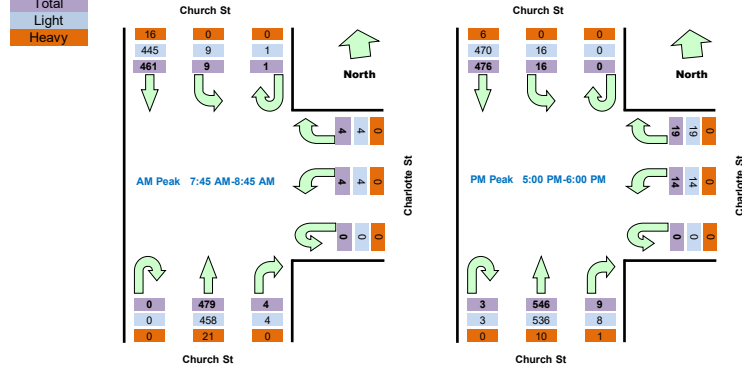 Total
Light
Heavy
Church St
16 0 0
445 9 1
461 9 1
North
4 4 0
AM Peak 7:45 AM-8:45 AM
4 4 0
Charlotte St
0 0 0
0 479 4
0 458 4
0 21 0
Church St
Church St
6 0 0
470 16 0
476 16 0
North
19 19 0
PM Peak 5:00 PM-6:00 PM
14 14 0
Charlotte St
0 0 0
3 546 9
3 536 8
0 10 1
Church St